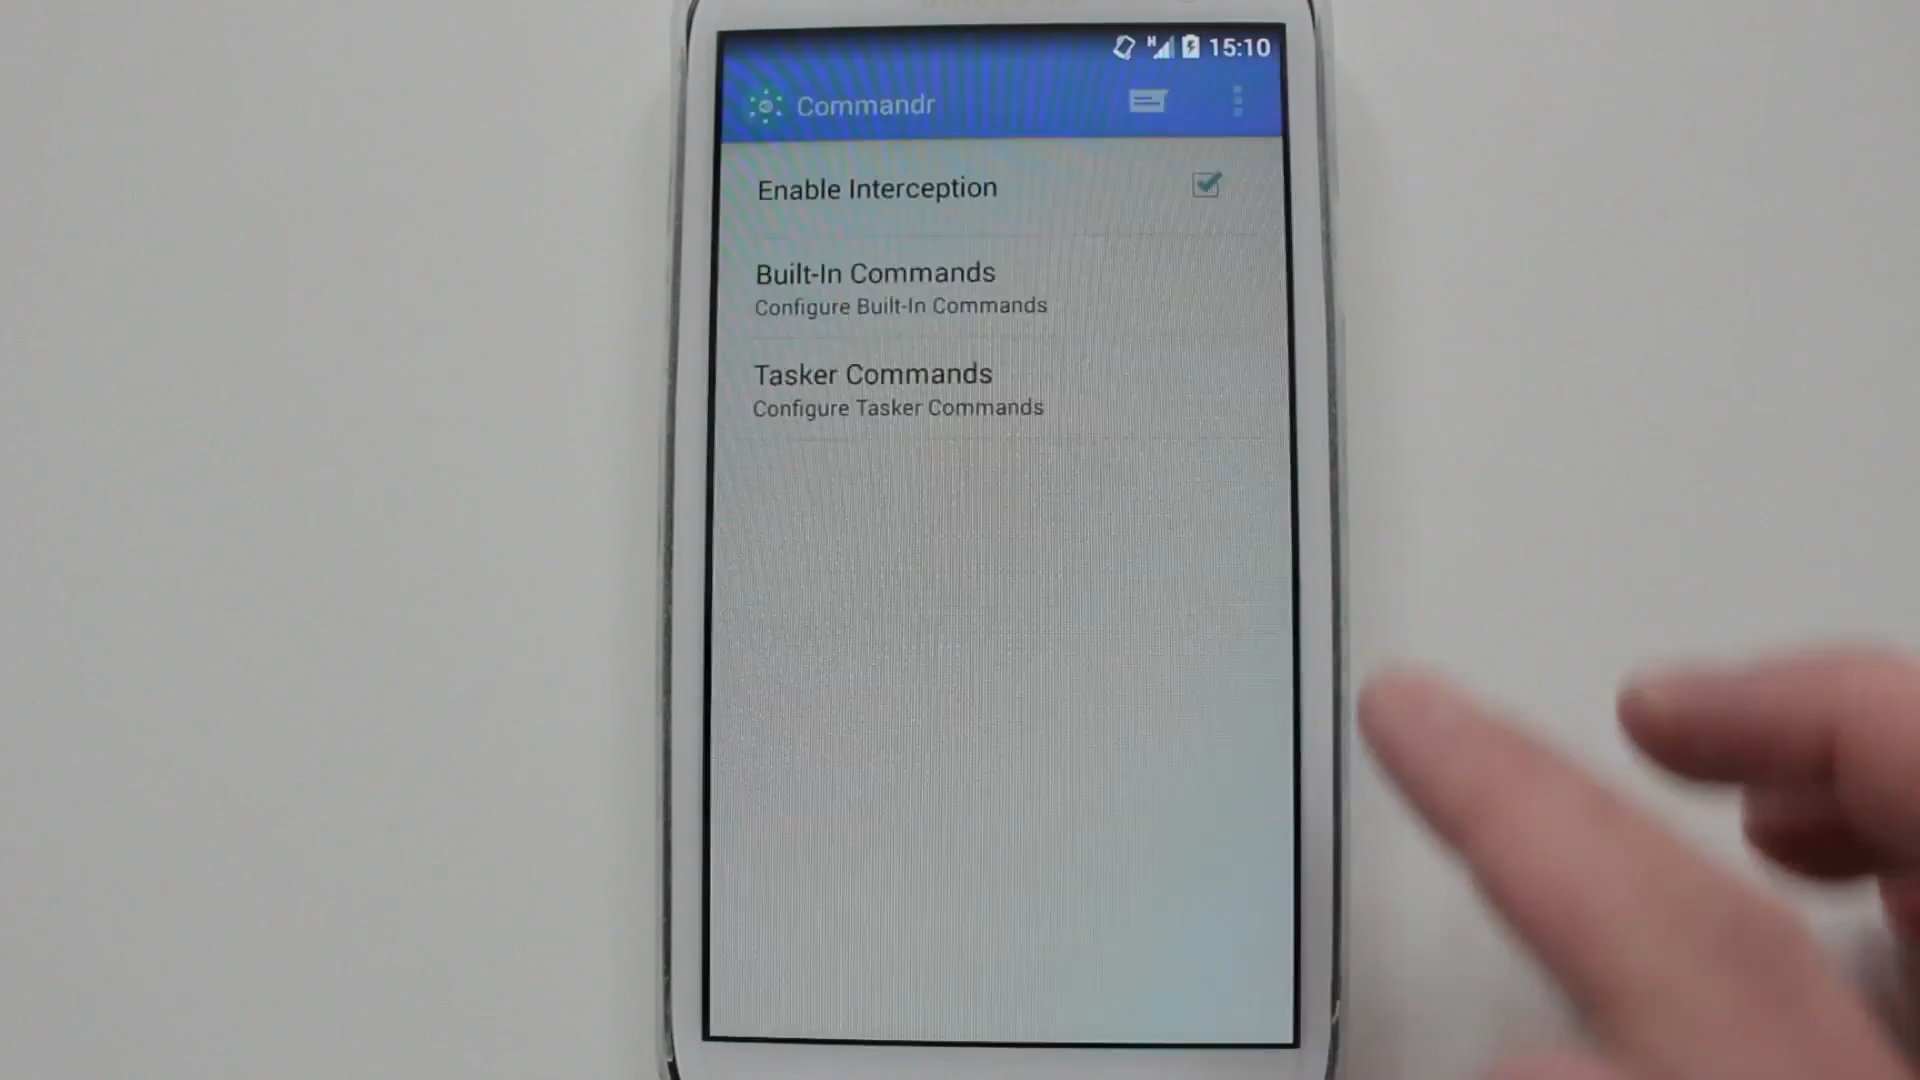 15:10
Commandr
Enable Interception
Built-In Commands
Configure Built-In Commands
Tasker Commands
Configure Tasker Commands